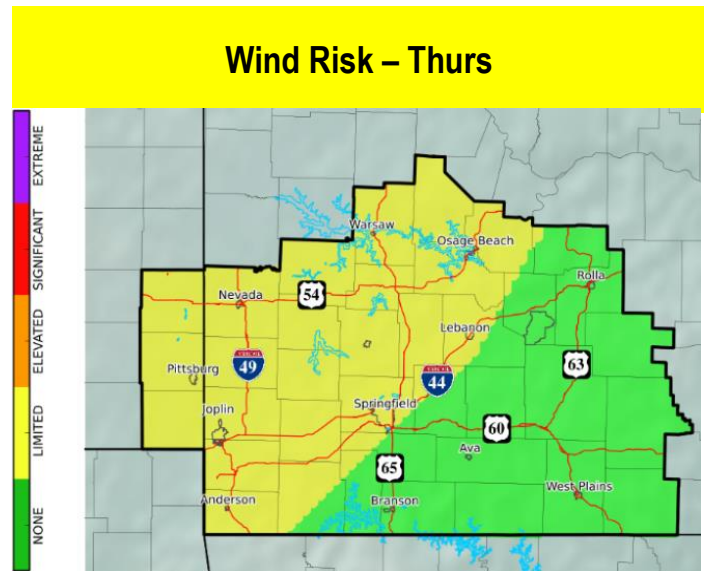 Wind Risk – Thurs
EXTREME
SIGNIFICANT
ELEVATED
LIMITED
NONE
Warsaw
Osage Beach
Rolla
Nevada
54
Lebanon
63
Pittsburg
49
44
Joplin
Springfield
60
Ava
65
Anderson
Branson
West Plains